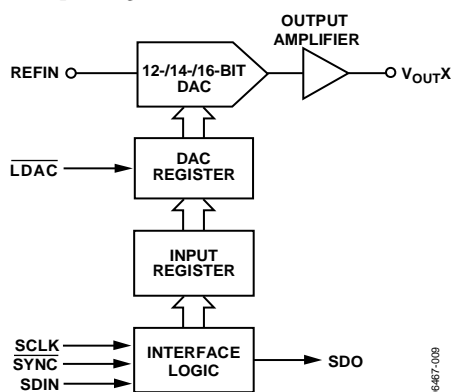 OUTPUT
AMPLIFIER
REFIN
12-/14-/16-BIT
DAC
VOUTX
LDAC
DAC
REGISTER
INPUT
REGISTER
SCLK
SYNC
SDIN
INTERFACE
LOGIC
SDO
6467-009